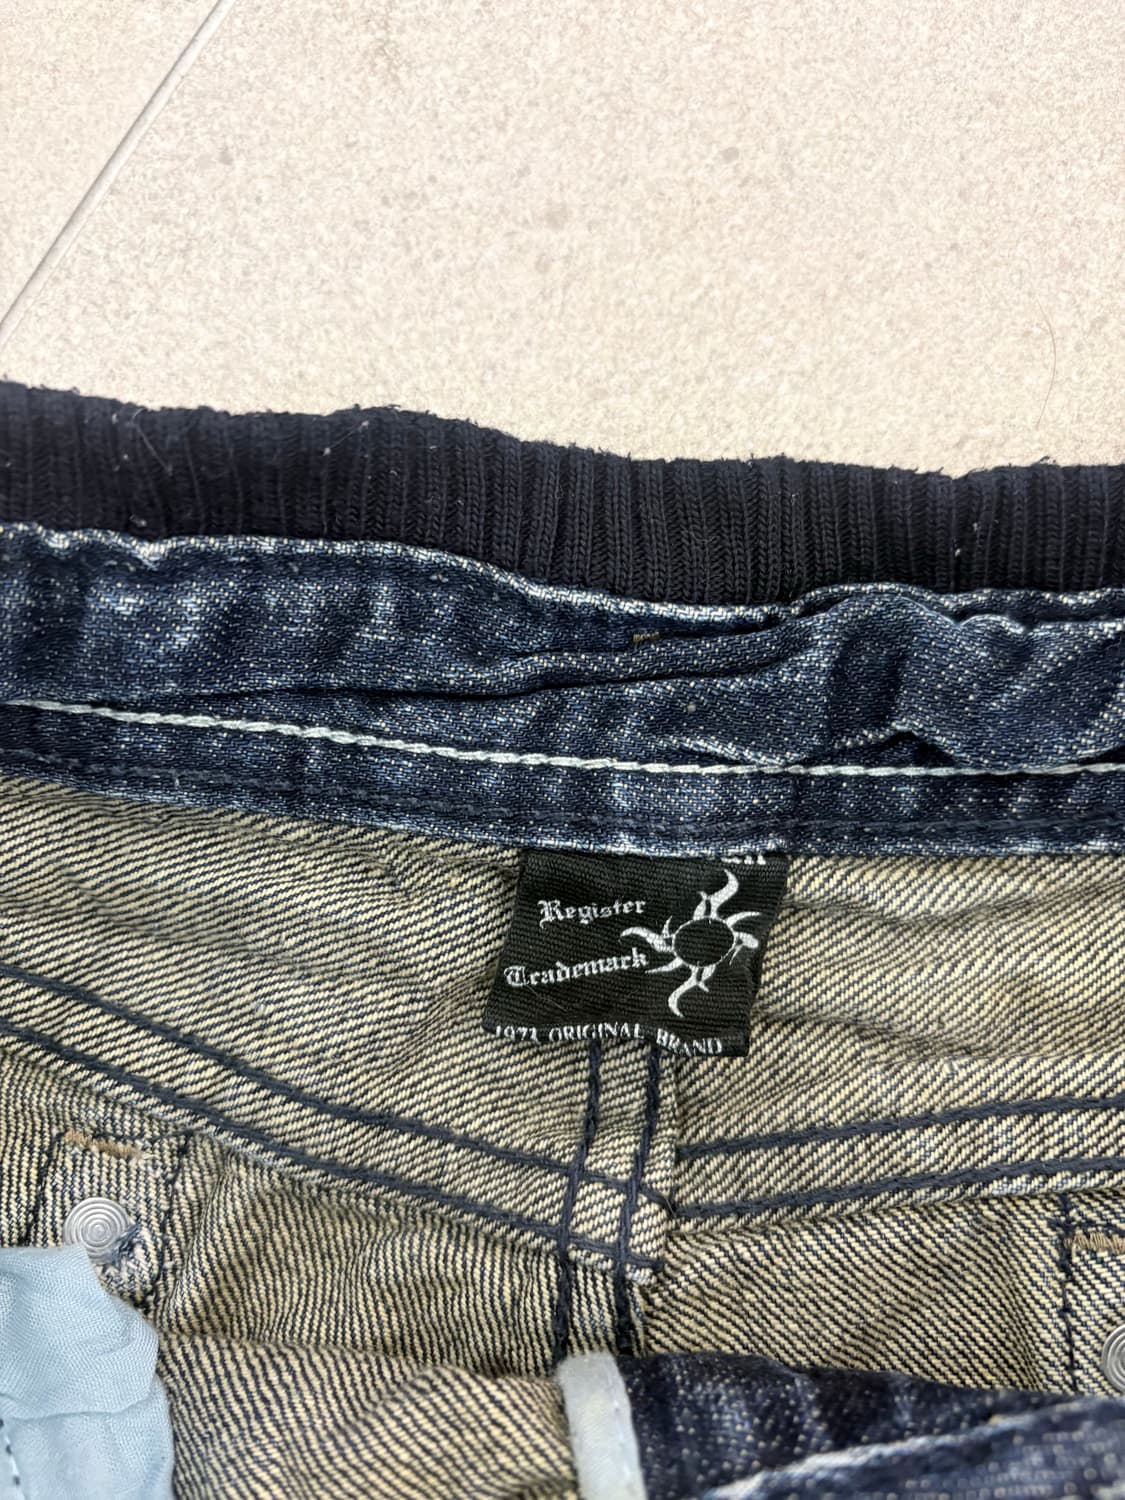 Register
Trademark
1971 ORIGINAL BRAND